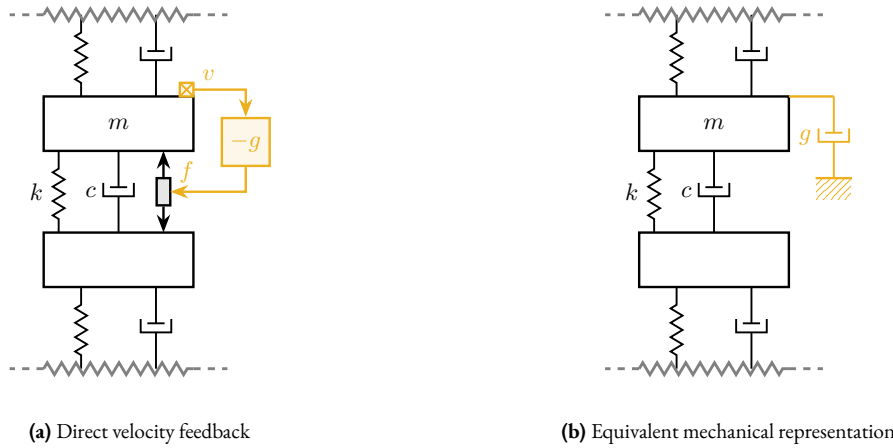 v
m
m
−g
g
f
k
c
k
c
(a) Direct velocity feedback
(b) Equivalent mechanical representation